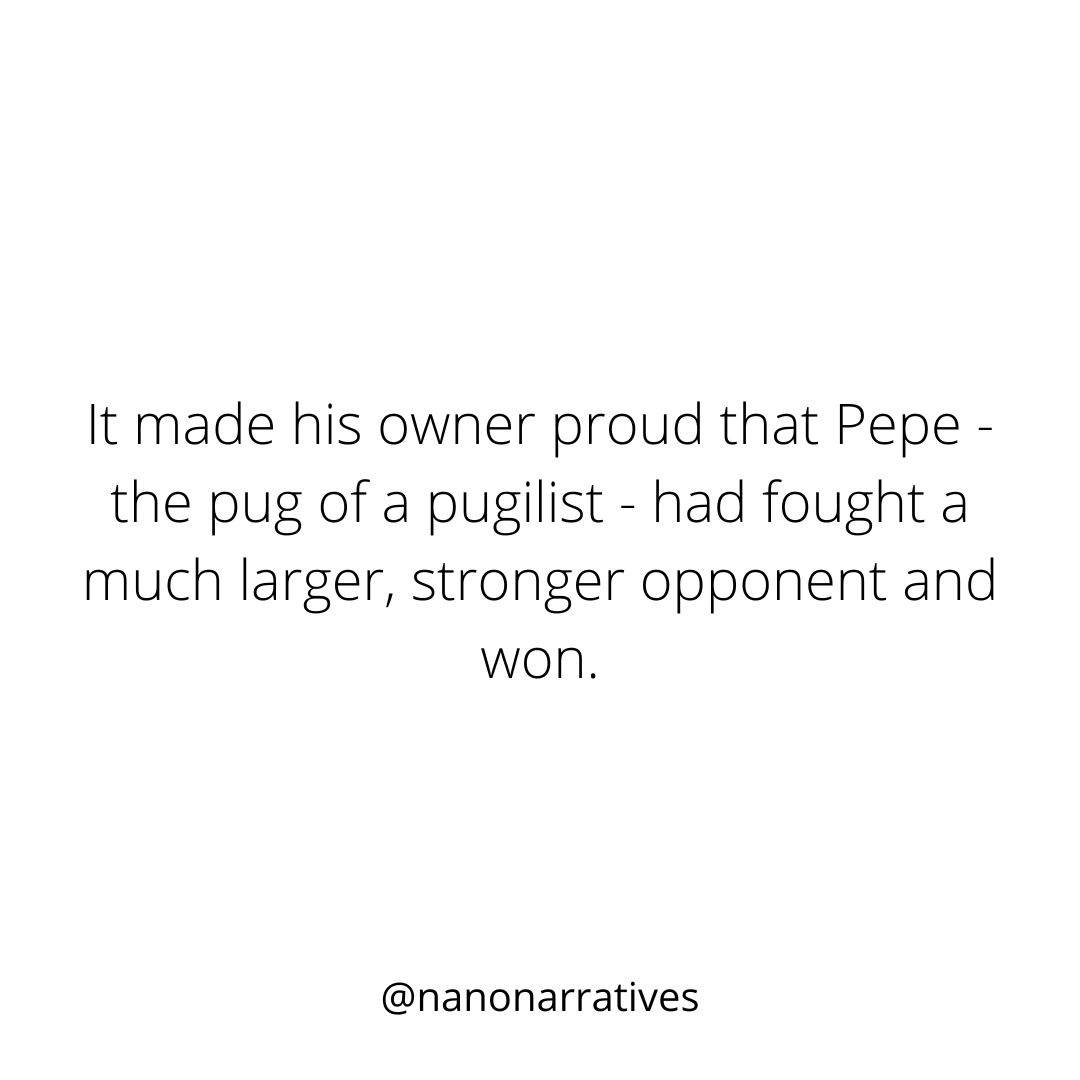 It made his owner proud that Pepe -
the pug of a pugilist - had fought a
much larger, stronger opponent and
won.
@nanonarratives